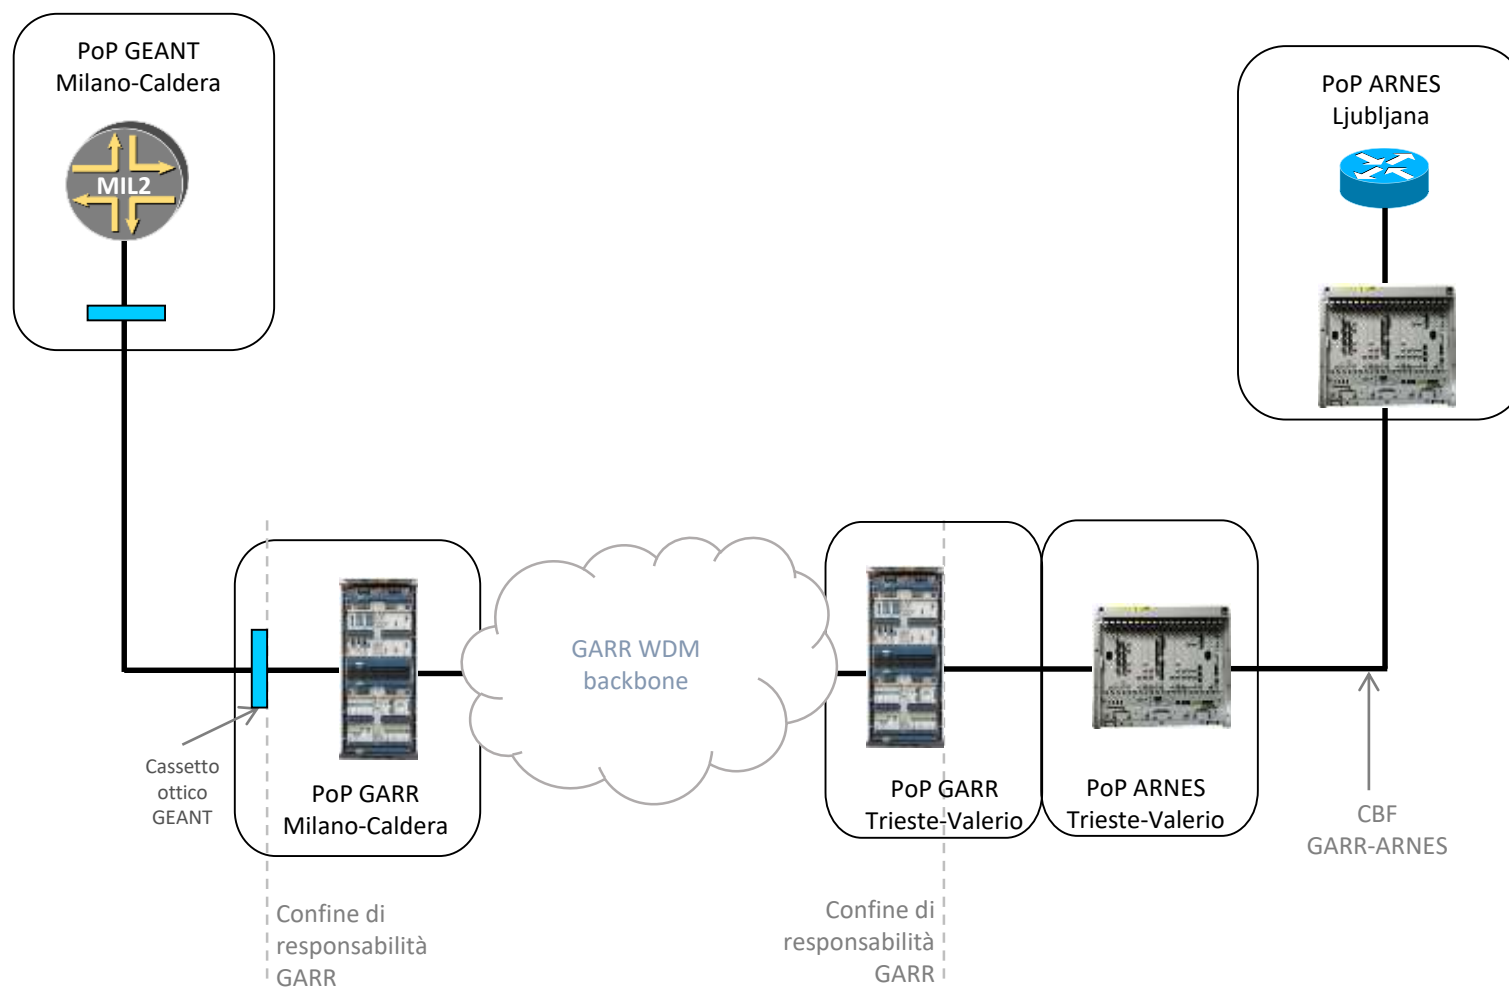 PoP GEANT
Milano-Caldera
MIL2
PoP ARNES
Ljubljana
GARR WDM
backbone
Cassetto
ottico
GEANT
PoP GARR
Milano-Caldera
PoP GARR
Trieste-Valerio
PoP ARNES
Trieste-Valerio
CBF
GARR-ARNES
Confine di
responsabilità
GARR
Confine di
responsabilità
GARR